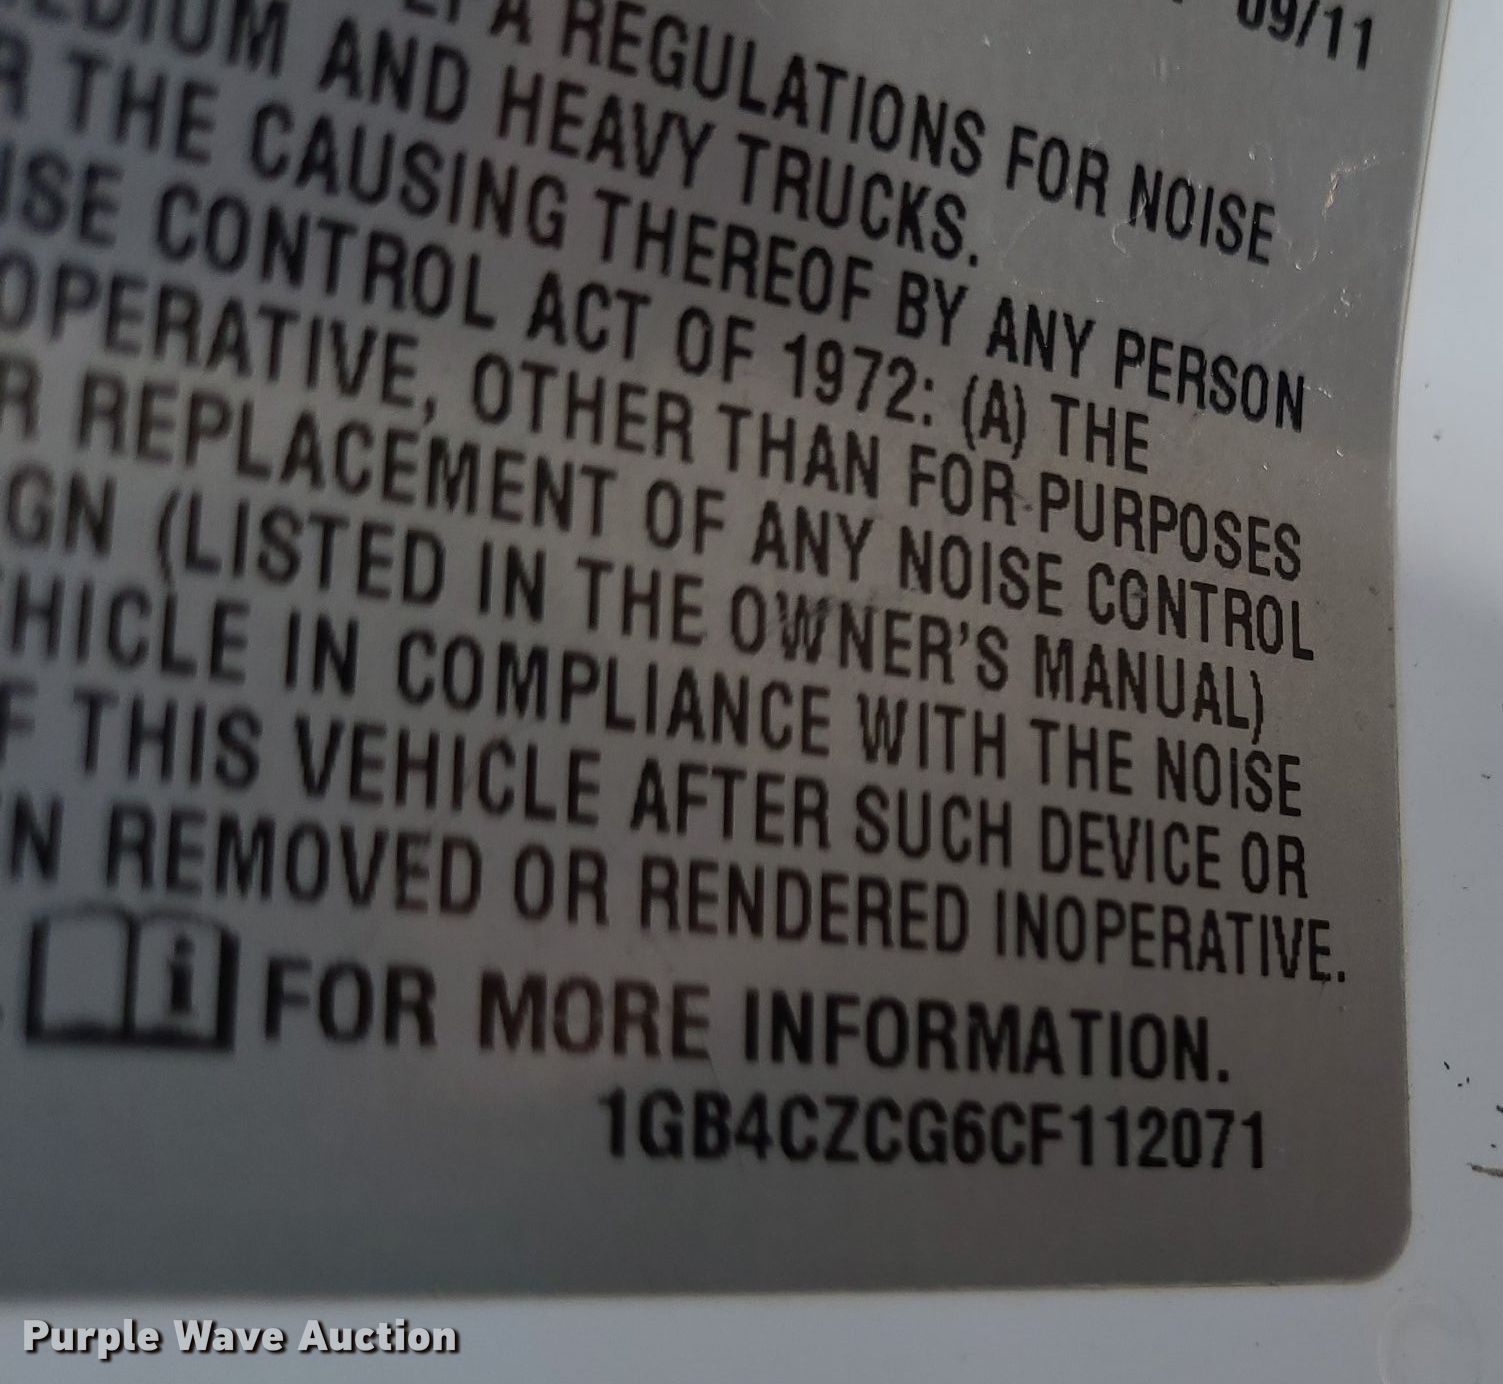 09/11
EPA REGULATIONS FOR NOISE
MEDIUM AND HEAVY TRUCKS.
R THE CAUSING THEREOF BY ANY PERSON
ISE CONTROL ACT OF 1972: (A) THE
OPERATIVE, OTHER THAN FOR PURPOSES
R REPLACEMENT OF ANY NOISE CONTROL
GN (LISTED IN THE OWNER'S MANUAL)
HICLE IN COMPLIANCE WITH THE NOISE
F THIS VEHICLE AFTER SUCH DEVICE OR
N REMOVED OR RENDERED INOPERATIVE.
FOR MORE INFORMATION.
1GB4CZCG6CF112071
Purple Wave Auction